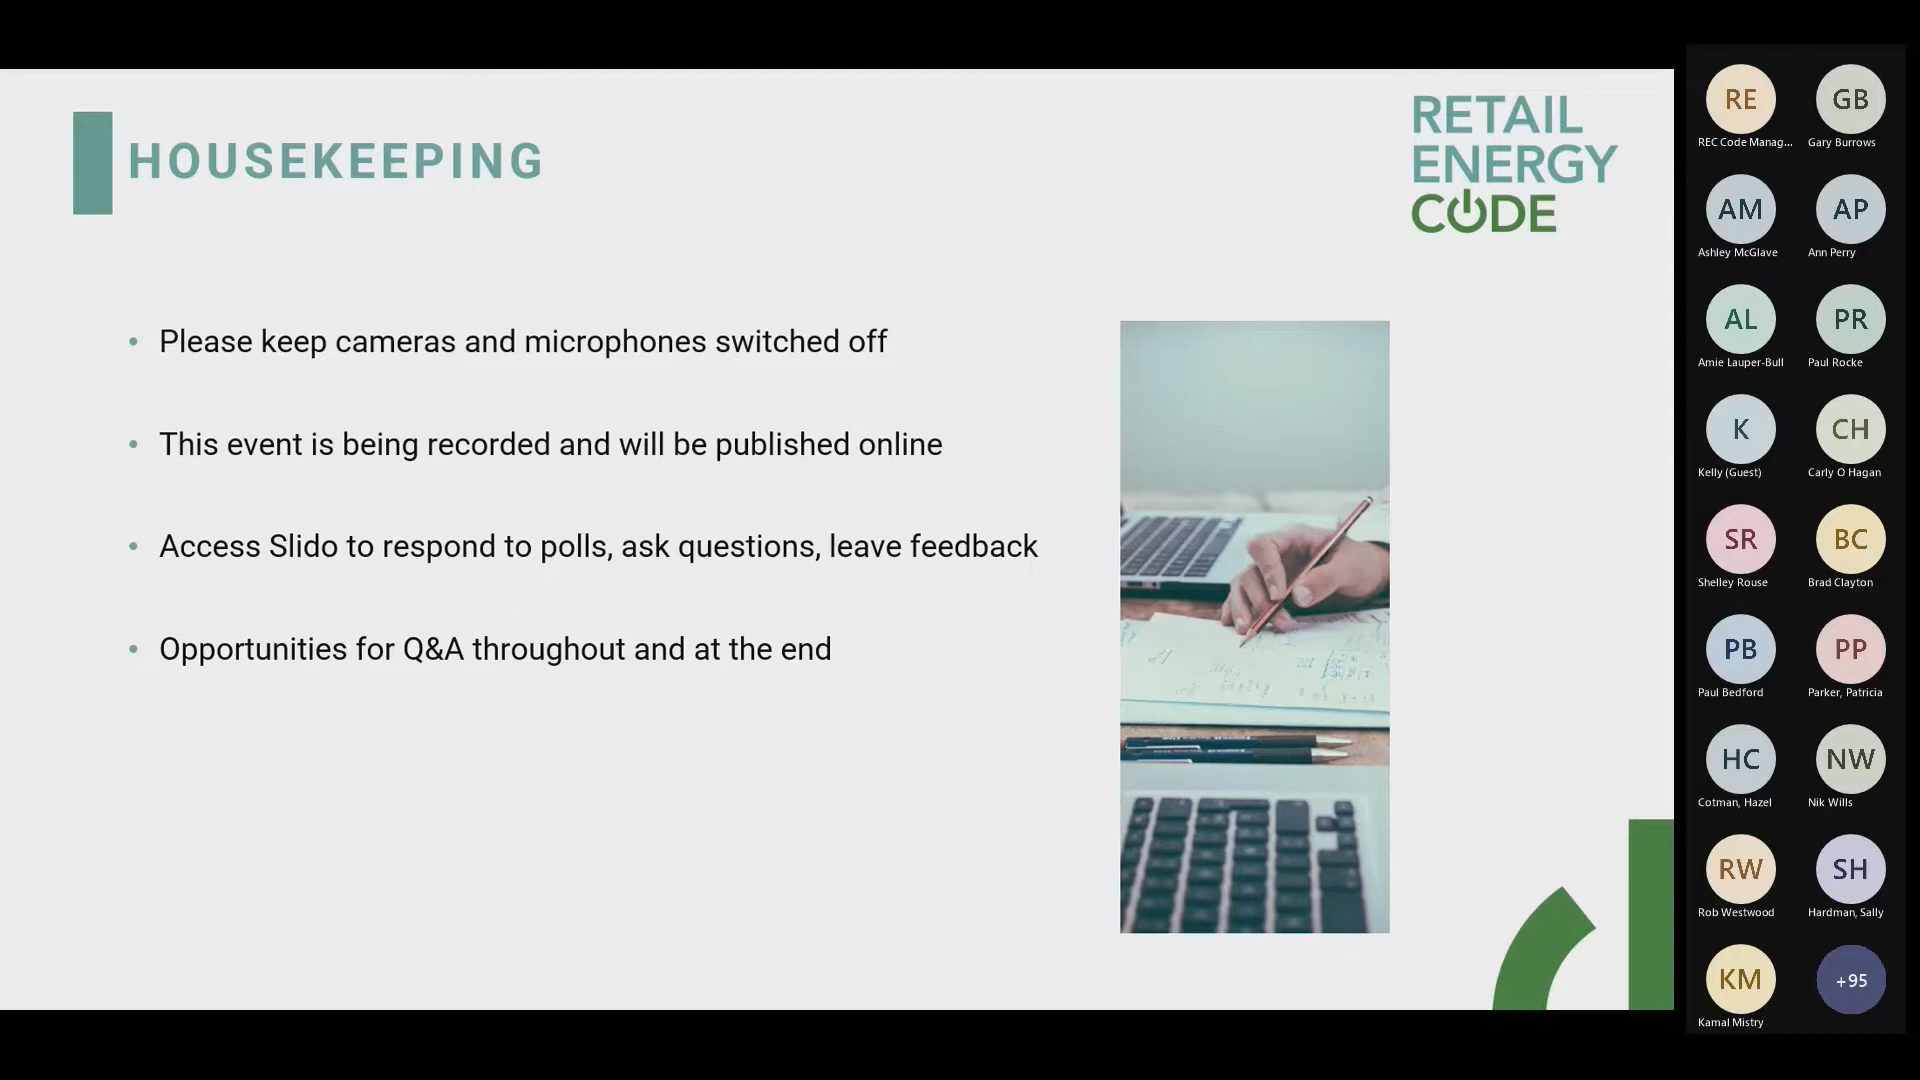 HOUSEKEEPING
RETAIL
ENERGY
CODE
• Please keep cameras and microphones switched off
• This event is being recorded and will be published online
• Access Slido to respond to polls, ask questions, leave feedback
• Opportunities for Q&A throughout and at the end
RE GB
REC Code Manag... Gary Burrows
AM AP
Ashley McGlave Ann Perry
AL PR
Amie Lauper-Bull Paul Rocke
K CH
Kelly (Guest) Carly O Hagan
SR BC
Shelley Rouse Brad Clayton
PB PP
Paul Bedford Parker, Patricia
HC NW
Cotman, Hazel Nik Wills
RW SH
Rob Westwood Hardman, Sally
KM +95
Kamal Mistry